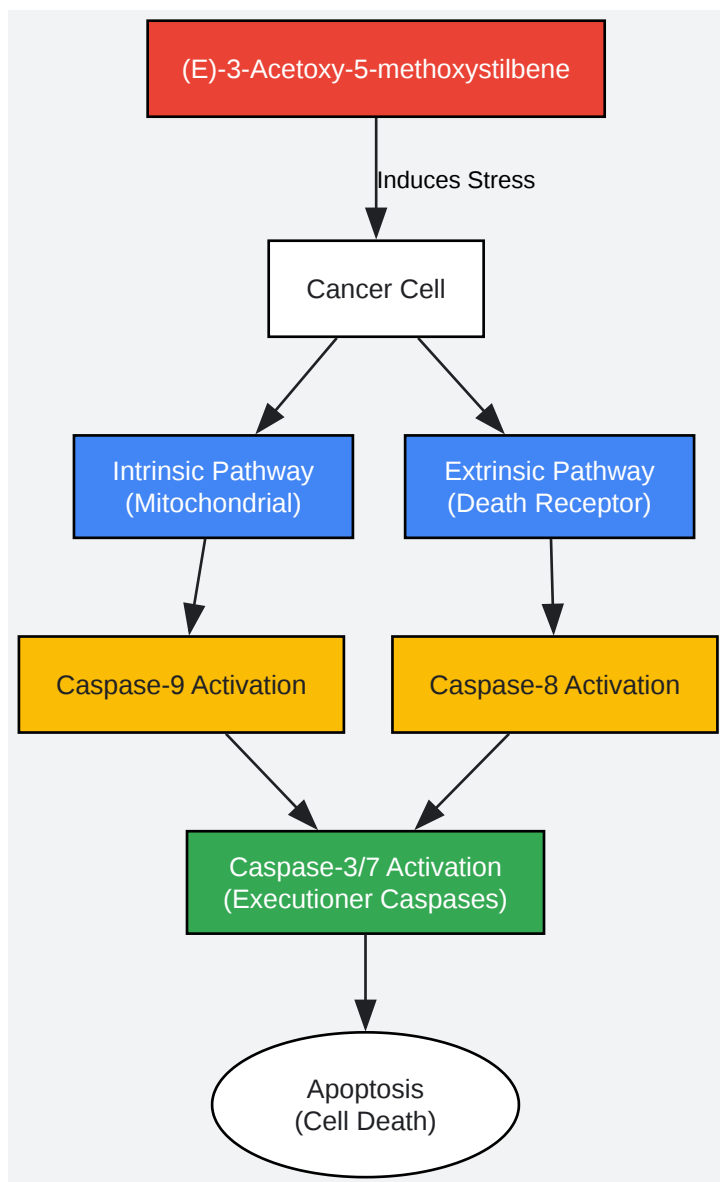 (E)-3-Acetoxy-5-methoxystilbene
Induces Stress
Cancer Cell
Intrinsic Pathway
(Mitochondrial)
Extrinsic Pathway
(Death Receptor)
Caspase-9 Activation
Caspase-8 Activation
Caspase-3/7 Activation
(Executioner Caspases)
Apoptosis
(Cell Death)